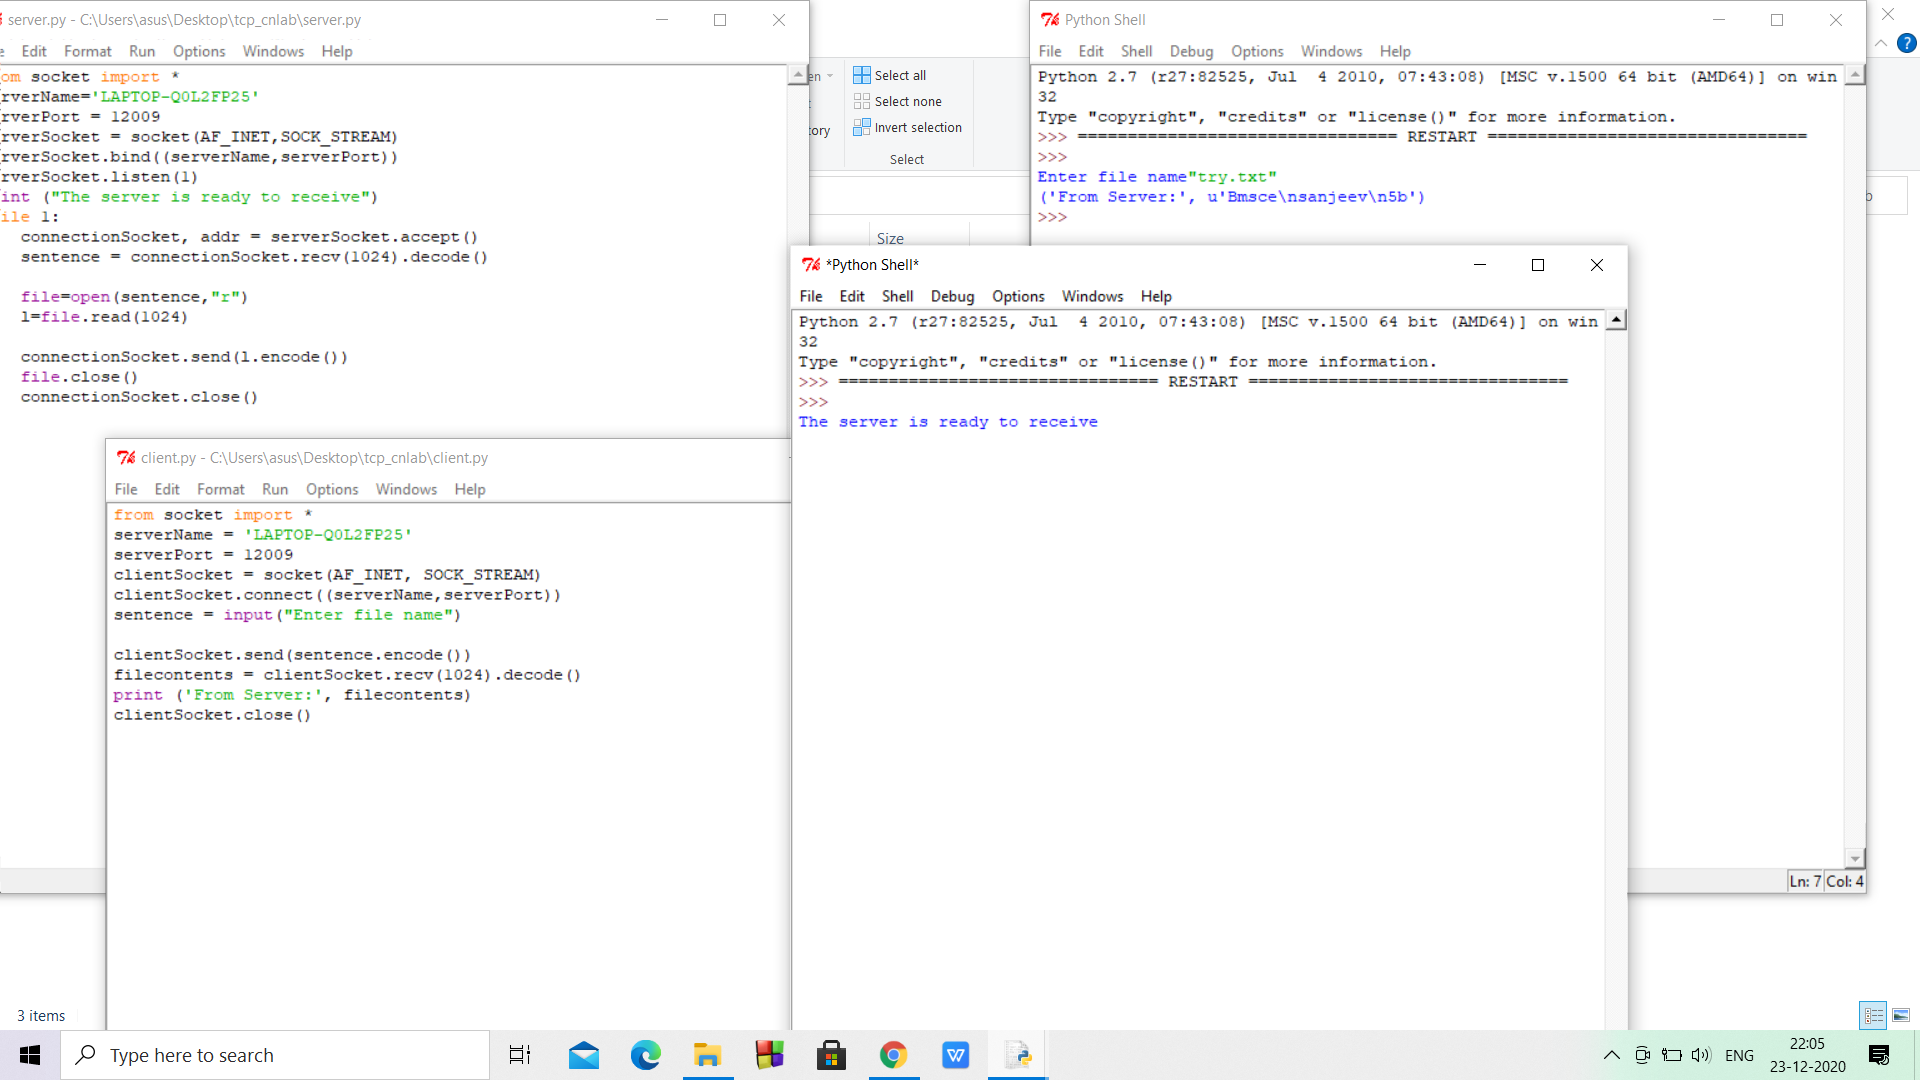 server.py - C:\Users\asus\Desktop\tcp_cnlab\server.py
Edit Format Run Options Windows Help
om socket import *
rverName='LAPTOP-Q0L2FP25'
rverPort = 12009
rverSocket = socket(AF_INET,SOCK_STREAM)
rverSocket.bind((serverName,serverPort))
rverSocket.listen(1)
int ("The server is ready to receive")
ile 1:
connectionSocket, addr = serverSocket.accept()
sentence = connectionSocket.recv(1024).decode()
file=open(sentence,"r")
l=file.read(1024)
connectionSocket.send(l.encode())
file.close()
connectionSocket.close()
client.py - C:\Users\asus\Desktop\tcp_cnlab\client.py
File Edit Format Run Options Windows Help
from socket import *
serverName = 'LAPTOP-Q0L2FP25'
serverPort = 12009
clientSocket = socket(AF_INET, SOCK_STREAM)
clientSocket.connect((serverName,serverPort))
sentence = input("Enter file name")
clientSocket.send(sentence.encode())
filecontents = clientSocket.recv(1024).decode()
print ('From Server:', filecontents)
clientSocket.close()
en
ory
Select all
Select none
Invert selection
Select
Size
Python Shell
File Edit Shell Debug Options Windows Help
Python 2.7 (r27:82525, Jul  4 2010, 07:43:08) [MSC v.1500 64 bit (AMD64)] on win
32
Type "copyright", "credits" or "license()" for more information.
>>> ================================ RESTART ================================
>>>
Enter file name"try.txt"
('From Server:', u'Bmsce\nsanjeev\n5b')
>>>
Ln: 7 Col: 4
b
?
*Python Shell*
File Edit Shell Debug Options Windows Help
Python 2.7 (r27:82525, Jul  4 2010, 07:43:08) [MSC v.1500 64 bit (AMD64)] on win
32
Type "copyright", "credits" or "license()" for more information.
>>> ================================ RESTART ================================
>>>
The server is ready to receive
3 items
Type here to search
W
ENG
22:05
23-12-2020